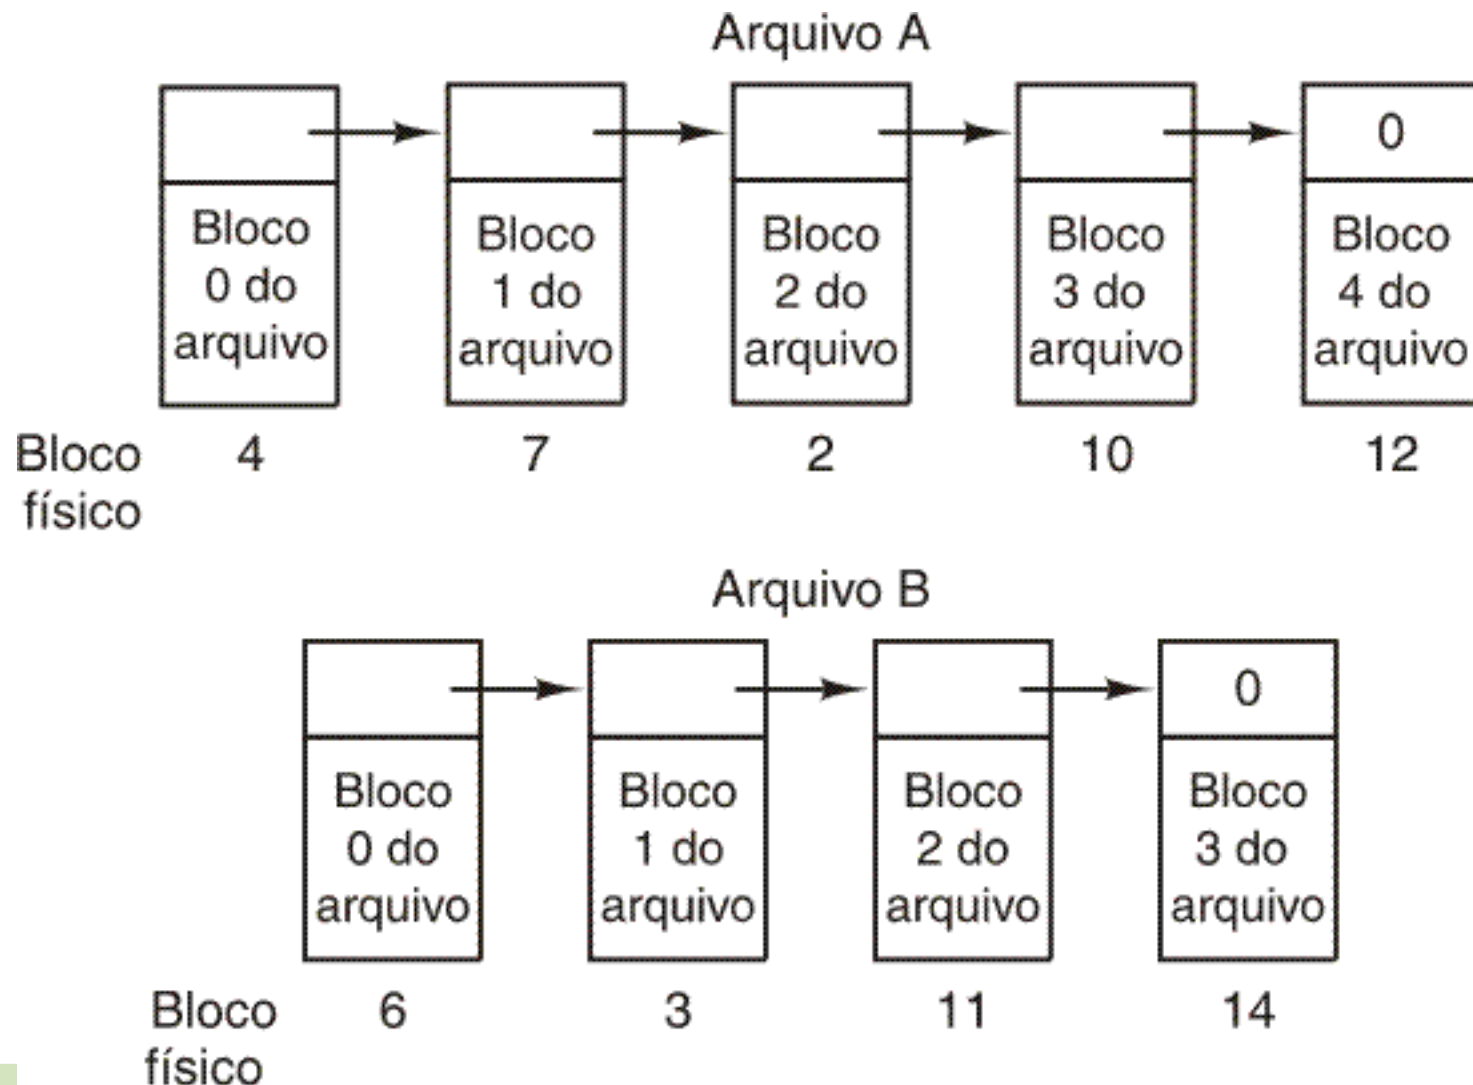 Arquivo A
0
Bloco Bloco Bloco Bloco Bloco
0 do 1 do 2 do 3 do 4 do
arquivo arquivo arquivo arquivo arquivo
Bloco 4 7 2 10 12
físico
Arquivo B
0
Bloco Bloco Bloco Bloco
0 do 1 do 2 do 3 do
arquivo arquivo arquivo arquivo
Bloco 6 3 11 14
físico